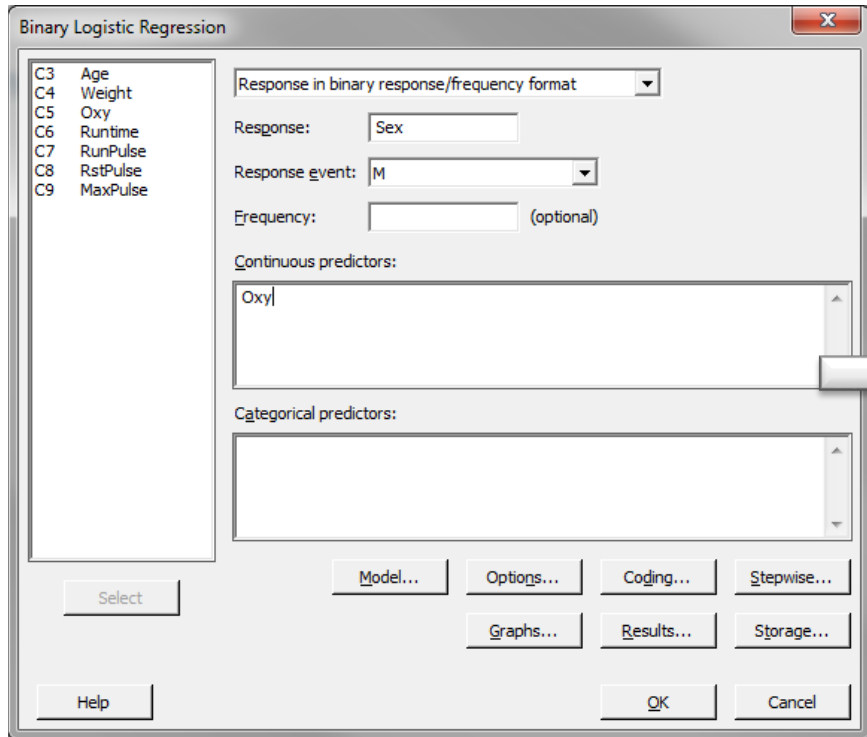 Binary Logistic Regression
C3 Age
C4 Weight
C5 Oxy
C6 Runtime
C7 RunPulse
C8 RstPulse
C9 MaxPulse
Response in binary response/frequency format
Response: Sex
Response event: M
Frequency: (optional)
Continuous predictors:
Oxy
Categorical predictors:
Select
Model... Options... Coding... Stepwise...
Graphs... Results... Storage...
Help OK Cancel